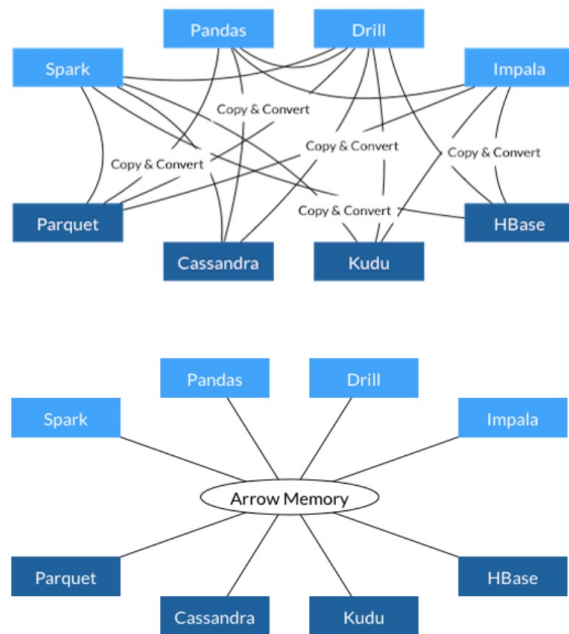 Pandas
Drill
Spark
Impala
Copy & Convert
Copy & Convert
Copy & Convert
Copy & Convert
Copy & Convert
Parquet
HBase
Cassandra
Kudu
Pandas
Drill
Spark
Impala
Arrow Memory
Parquet
HBase
Cassandra
Kudu